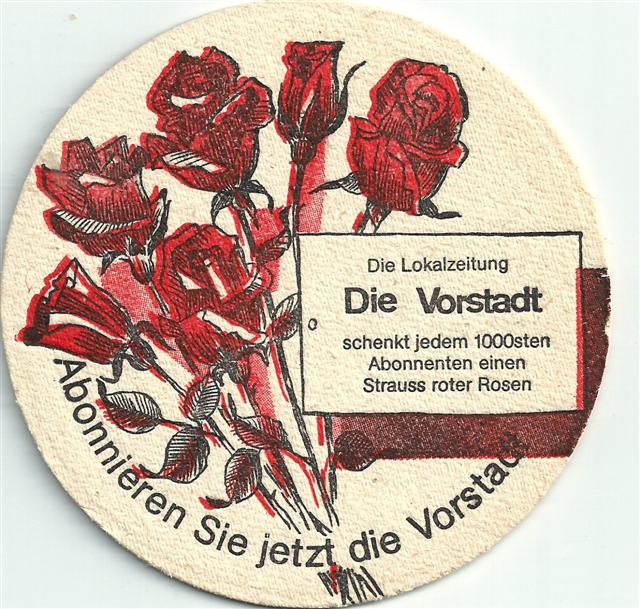 Die Lokalzeitung
Die Vorstadt
schenkt jedem 1000sten
Abonnenten einen
Strauss roter Rosen
Abonnieren Sie jetzt die Vorstadt